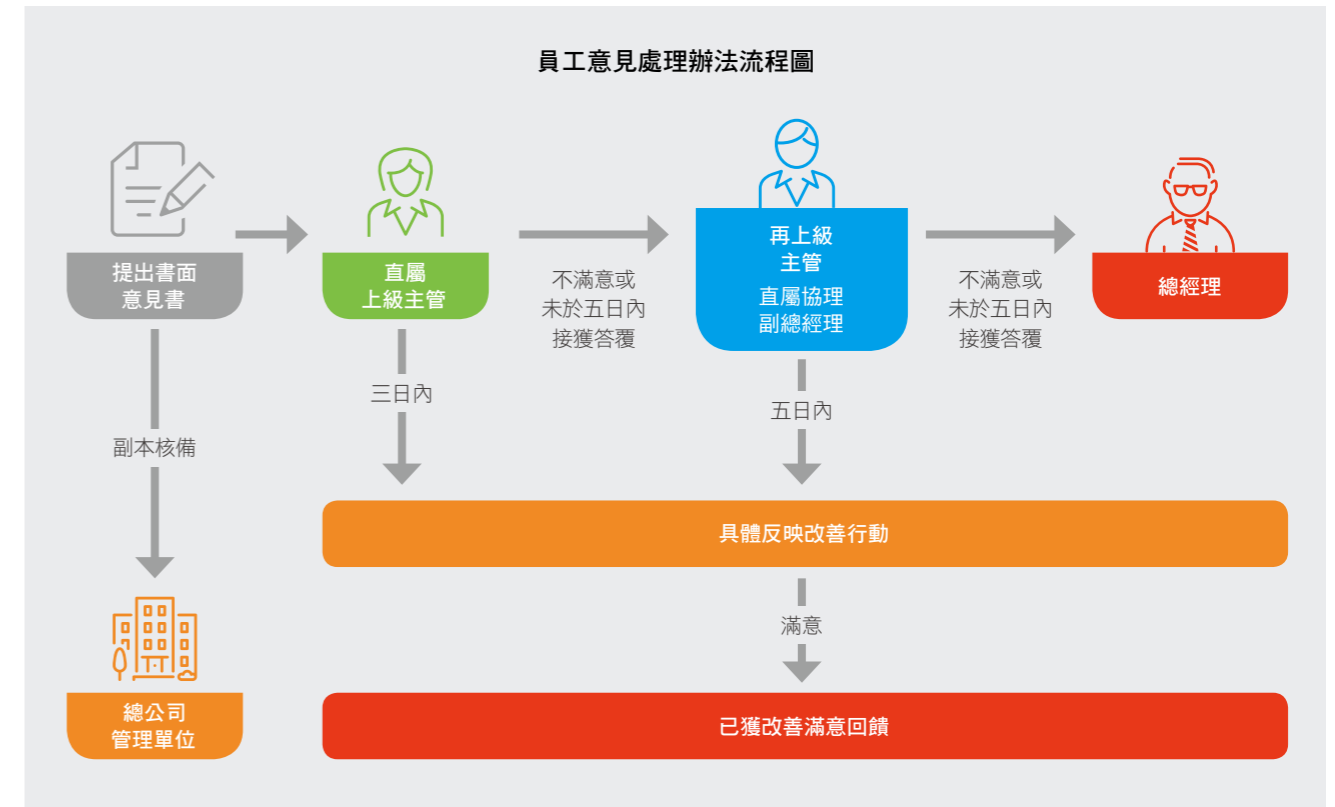 員工意見處理辦法流程圖
提出書面
意見書
直屬
上級主管
不滿意或
未於五日內
接獲答覆
再上級
主管
直屬協理
副總經理
不滿意或
未於五日內
接獲答覆
總經理
三日內
五日內
副本核備
具體反映改善行動
滿意
總公司
管理單位
已獲改善滿意回饋